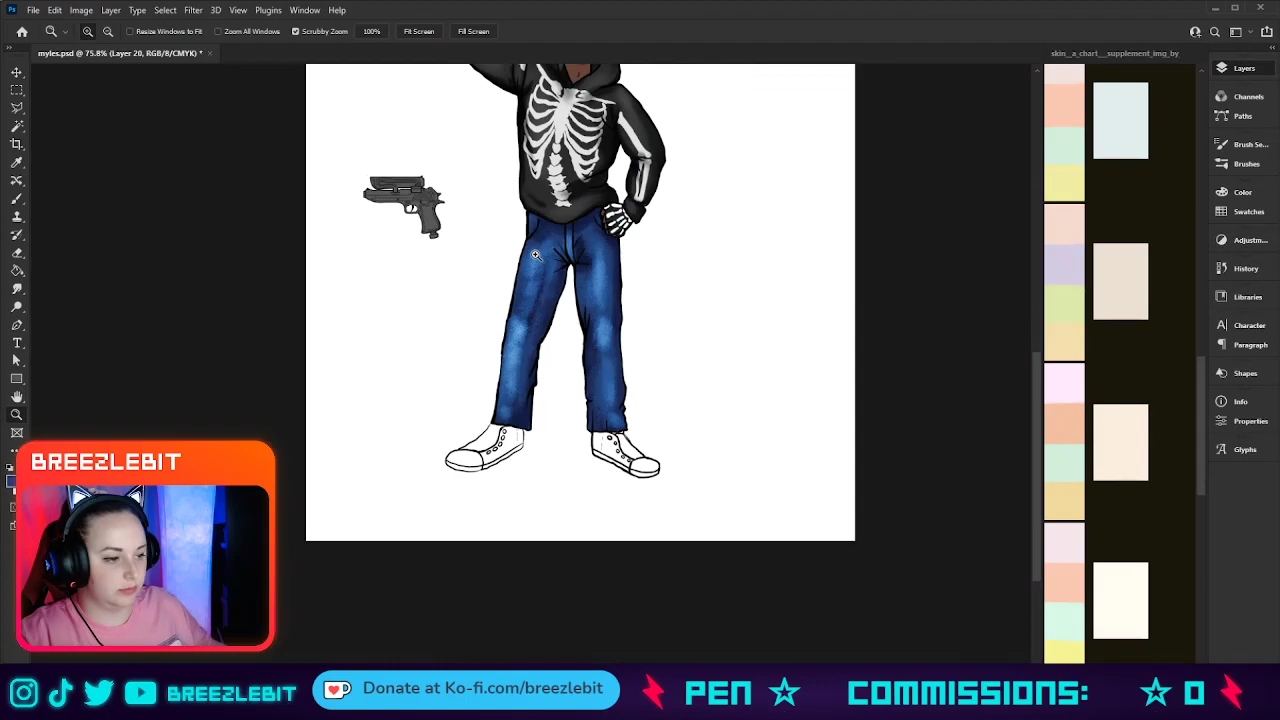 Ps File Edit Image Layer Type Select Filter 3D View Plugins Window Help
Resize Windows to Fit Zoom All Windows Scrubby Zoom 100% Fit Screen Fill Screen
myles.psd @ 75.8% (Layer 20, RGB/8/CMYK) * ×
skin__a_chart__supplement_img_by
Layers
Channels
Paths
Brush Se...
Brushes
Color
Swatches
Adjustm...
History
Libraries
Character
Paragraph
Shapes
Info
Properties
Glyphs
BREEZLEBIT
BREEZLEBIT
Donate at Ko-fi.com/breezlebit
PEN
COMMISSIONS:
0